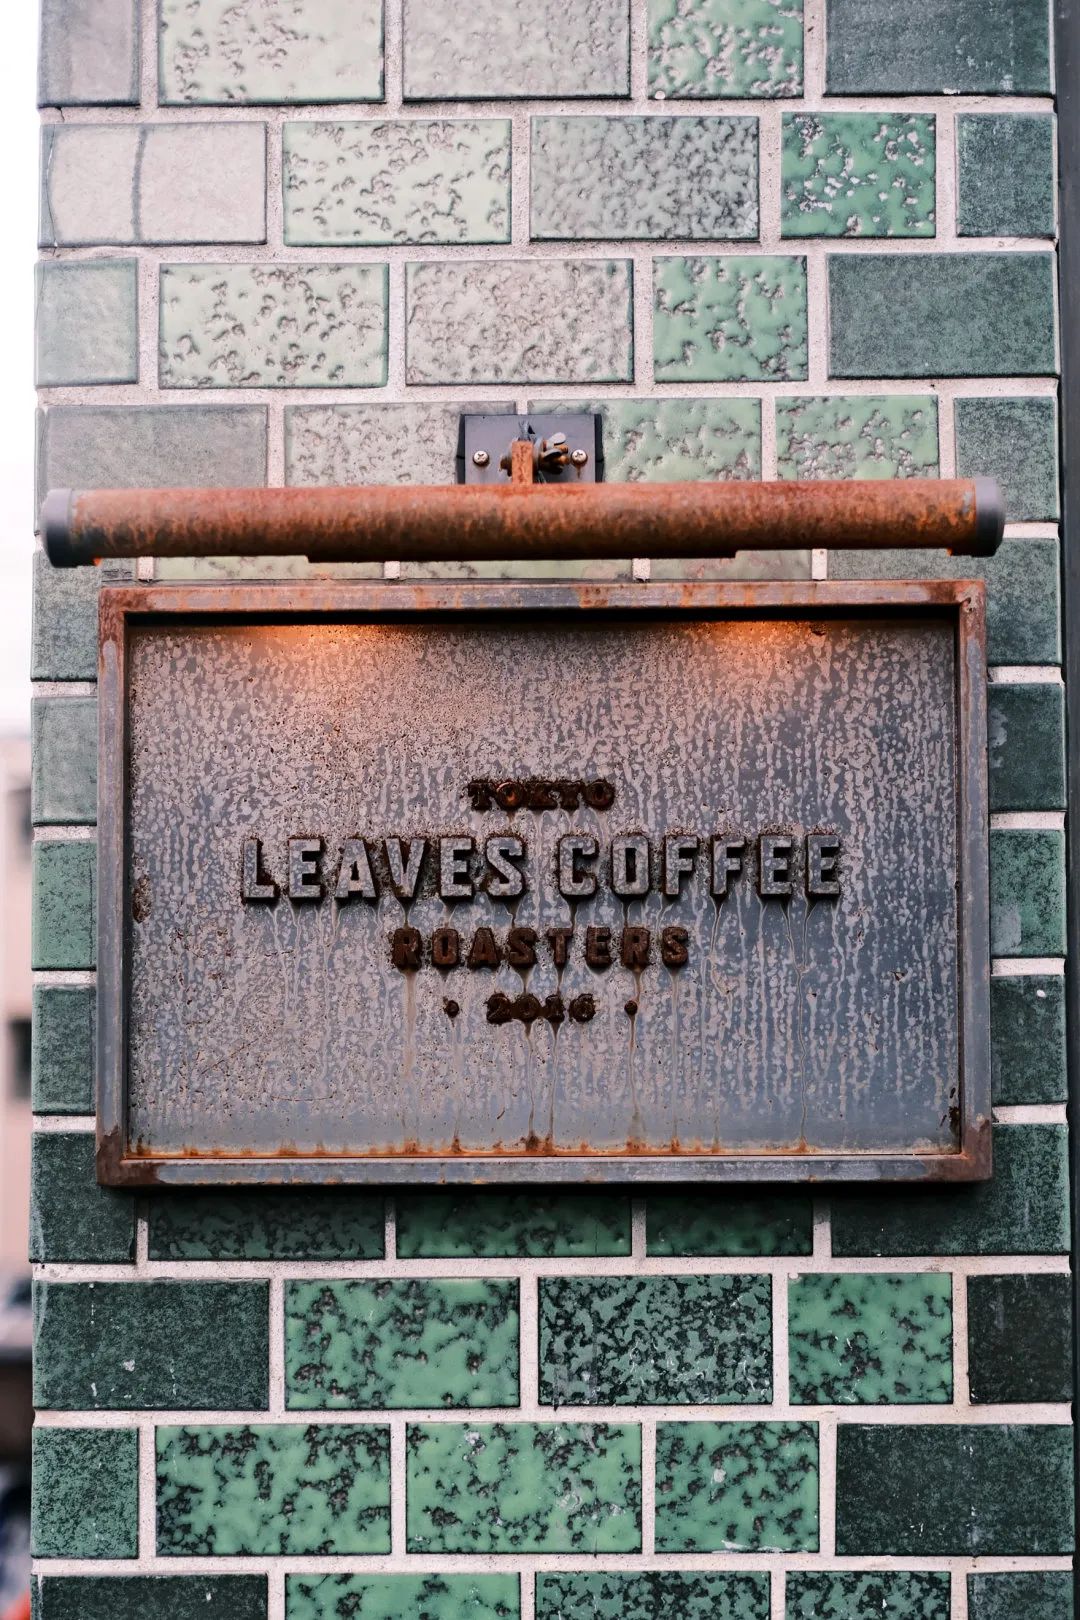 TOKYO
LEAVES COFFEE
ROASTERS
· 2016 ·